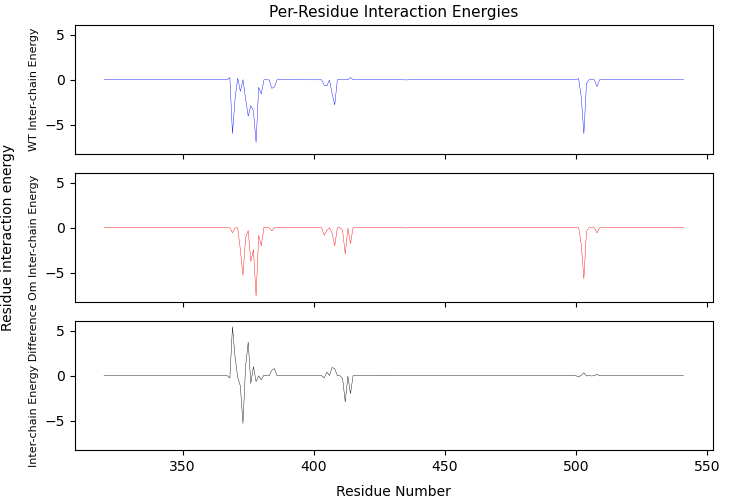 Per-Residue Interaction Energies
Residue interaction energy
WT Inter-chain Energy
5
0
−5
Om Inter-chain Energy
5
0
−5
Inter-chain Energy Difference
5
0
−5
350
400
450
500
550
Residue Number